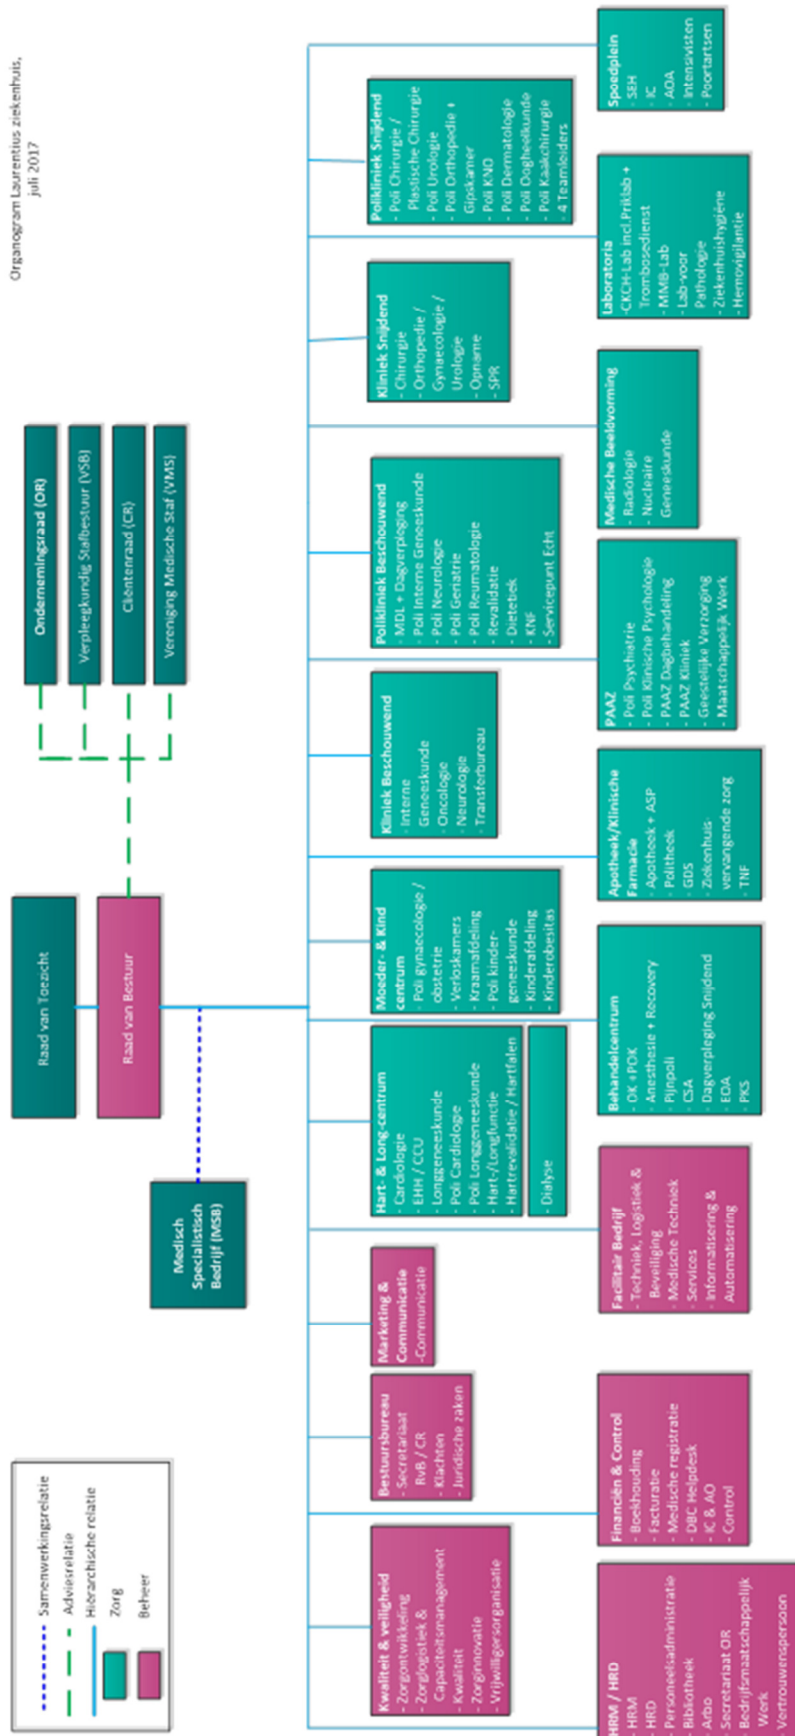 Organogram Laurentius ziekenhuis,
juli 2017
Samenwerkingsrelatie
Adviesrelatie
Hierarchische relatie
Zorg
Beheer
Raad van Toezicht
Raad van Bestuur
Medisch
Specialistisch
Bedrijf (MSB)
Ondernemingsraad (OR)
Verpleegkundig Stafbestuur (VSB)
Cliëntenraad (CR)
Vereniging Medische Staf (VMS)
Kwaliteit & veiligheid
- Zorgontwikkeling
- Zorglogistiek &
Capaciteitsmanagement
- Kwaliteit
- Zorginnovatie
- Vrijwilligersorganisatie
Bestuursbureau
- Secretariaat
RvB / CR
- Klachten
- Juridische zaken
Marketing &
Communicatie
-Communicatie
Hart- & Long-centrum
- Cardiologie
- EHH / CCU
- Longgeneeskunde
- Poli Cardiologie
- Poli Longgeneeskunde
- Hart-/Longfunctie
- Hartrevalidatie / Hartfalen
- Dialyse
Moeder- & Kind
centrum
- Poli gynaecologie /
obstetrie
- Verloskamers
- Kraamafdeling
- Poli kinder-
geneeskunde
- Kinderafdeling
- Kinderobesitas
Kliniek Beschouwend
- Interne
Geneeskunde
- Oncologie
- Neurologie
- Transferbureau
Polikliniek Beschouwend
- MDL + Dagverpleging
- Poli Interne Geneeskunde
- Poli Neurologie
- Poli Geriatrie
- Poli Reumatologie
- Revalidatie
- Dietetiek
- KNF
- Servicepunt Echt
Kliniek Snijdend
- Chirurgie
- Orthopedie /
Gynaecologie /
Urologie
- Opname
- SPR
Polikliniek Snijdend
- Poli Chirurgie /
Plastische Chirurgie
- Poli Urologie
- Poli Orthopedie +
Gipskamer
- Poli KNO
- Poli Dermatologie
- Poli Oogheelkunde
- Poli Kaakchirurgie
- 4 Teamleiders
HRM / HRD
- HRM
- HRD
- Personeelsadministratie
- Bibliotheek
- Arbo
- Secretariaat OR
- Bedrijfsmaatschappelijk
Werk
- Vertrouwenspersoon
Financiën & Control
- Boekhouding
- Facturatie
- Medische registratie
- DBC Helpdesk
- IC & AO
- Control
Facilitair Bedrijf
- Techniek, Logistiek &
Beveiliging
- Medische Techniek
- Services
- Informatisering &
Automatisering
Behandelcentrum
- OK +POK
- Anesthesie + Recovery
- Pijnpoli
- CSA
- Dagverpleging Snijdend
- EOA
- PKS
Apotheek/Klinische
Farmacie
- Apotheek + ASP
- Politheek
- GDS
- Ziekenhuis-
vervangende zorg
- TNF
PAAZ
- Poli Psychiatrie
- Poli Klinische Psychologie
- PAAZ Dagbehandeling
- PAAZ Kliniek
- Geestelijke Verzorging
- Maatschappelijk Werk
Medische Beeldvorming
- Radiologie
- Nucleaire
Geneeskunde
Laboratoria
-CKCH-Lab incl.Priklab +
Trombosedienst
- MMB-Lab
- Lab-voor
Pathologie
- Ziekenhuishygiëne
- Hemovigilantie
Spoedplein
- SEH
- IC
- AOA
- Intensivisten
- Poortartsen